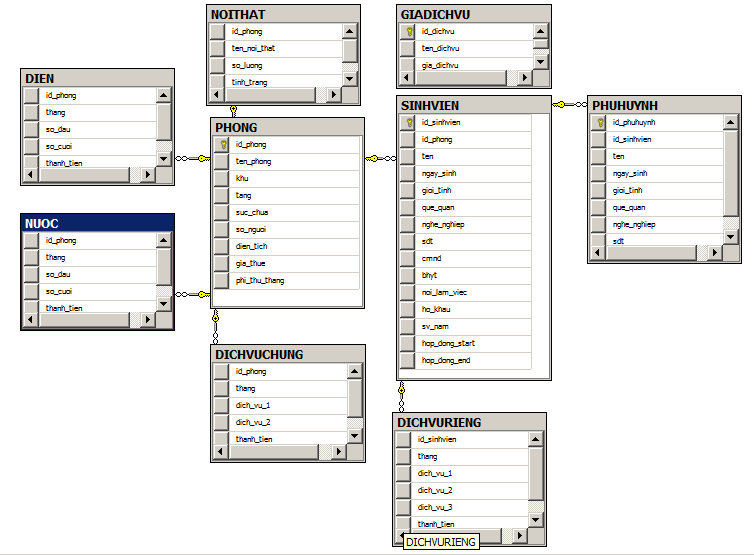 NOITHAT
id_phong
ten_noi_that
so_luong
tinh_trang
GIADICHVU
id_dichvu
ten_dichvu
gia_dichvu
DIEN
id_phong
thang
so_dau
so_cuoi
thanh_tien
PHONG
id_phong
ten_phong
khu
tang
suc_chua
so_nguoi
dien_tich
gia_thue
phi_thu_thang
SINHVIEN
id_sinhvien
id_phong
ten
ngay_sinh
gioi_tinh
que_quan
nghe_nghiep
sdt
cmnd
bhyt
noi_lam_viec
ho_khau
sv_nam
hop_dong_start
hop_dong_end
PHUHUYNH
id_phuhuynh
id_sinhvien
ten
ngay_sinh
gioi_tinh
que_quan
nghe_nghiep
sdt
NUOC
id_phong
thang
so_dau
so_cuoi
thanh_tien
DICHVUCHUNG
id_phong
thang
dich_vu_1
dich_vu_2
thanh_tien
DICHVURIENG
id_sinhvien
thang
dich_vu_1
dich_vu_2
dich_vu_3
thanh_tien
DICHVURIENG